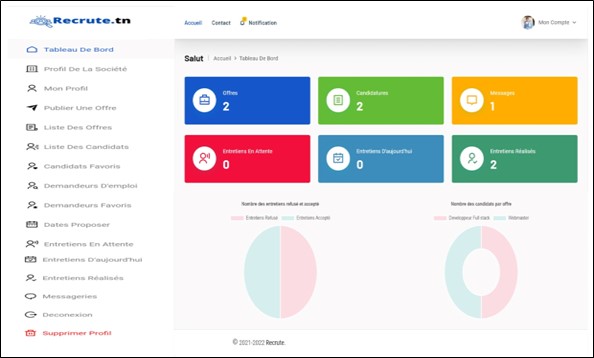 Recrute.tn
Accueil Contact Notification Mon Compte
Tableau De Bord
Profil De La Société
Mon Profil
Publier Une Offre
Liste Des Offres
Liste Des Candidats
Candidats Favoris
Demandeurs D'emploi
Demandeurs Favoris
Dates Proposer
Entretiens En Attente
Entretiens D'aujourd'hui
Entretiens Réalisés
Messageries
Deconexion
Supprimer Profil
Salut Accueil > Tableau De Bord
Offres
2
Candidatures
2
Messages
1
Entretiens En Attente
0
Entretiens D'aujourd'hui
0
Entretiens Réalisés
2
Nombre des entretiens refusé et accepte
Entretiens Refusé Entretiens Accepté
Nombre des candidats par offre
Developpeur Full stack Webmaster
© 2021-2022 Recrute.